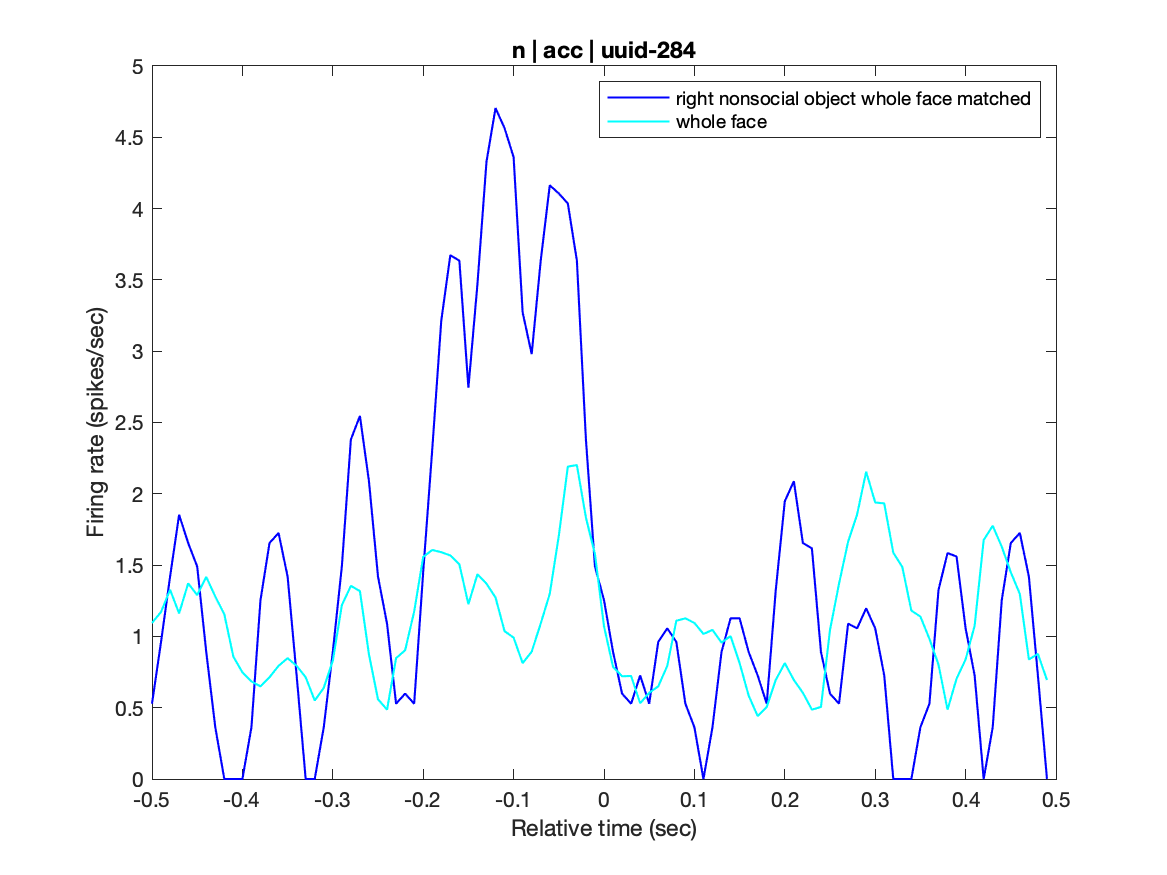 n | acc | uuid-284
right nonsocial object whole face matched
whole face
Firing rate (spikes/sec)
5
4.5
4
3.5
3
2.5
2
1.5
1
0.5
0
-0.5 -0.4 -0.3 -0.2 -0.1 0 0.1 0.2 0.3 0.4 0.5
Relative time (sec)